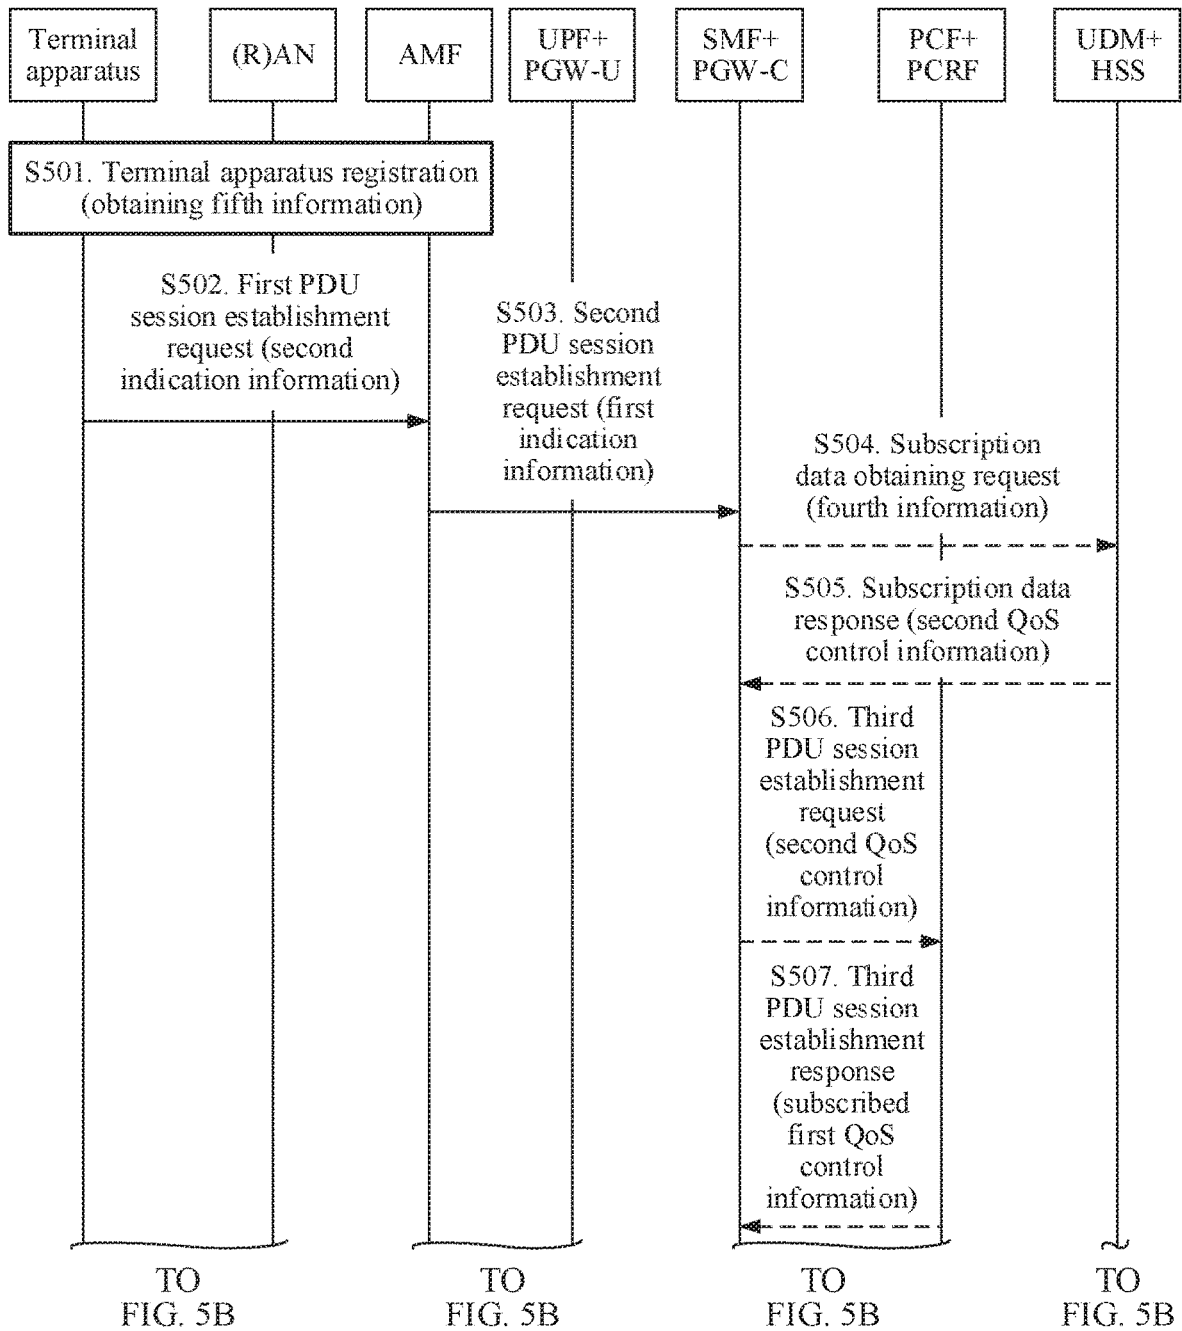 Terminal
apparatus
(R)AN
AMF
UPF+
PGW-U
SMF+
PGW-C
PCF+
PCRF
UDM+
HSS
S501. Terminal apparatus registration
(obtaining fifth information)
S502. First PDU
session establishment
request (second
indication information)
S503. Second
PDU session
establishment
request (first
indication
information)
S504. Subscription
data obtaining request
(fourth information)
S505. Subscription data
response (second QoS
control information)
S506. Third
PDU session
establishment
request
(second QoS
control
information)
S507. Third
PDU session
establishment
response
(subscribed
first QoS
control
information)
TO
FIG. 5B
TO
FIG. 5B
TO
FIG. 5B
TO
FIG. 5B